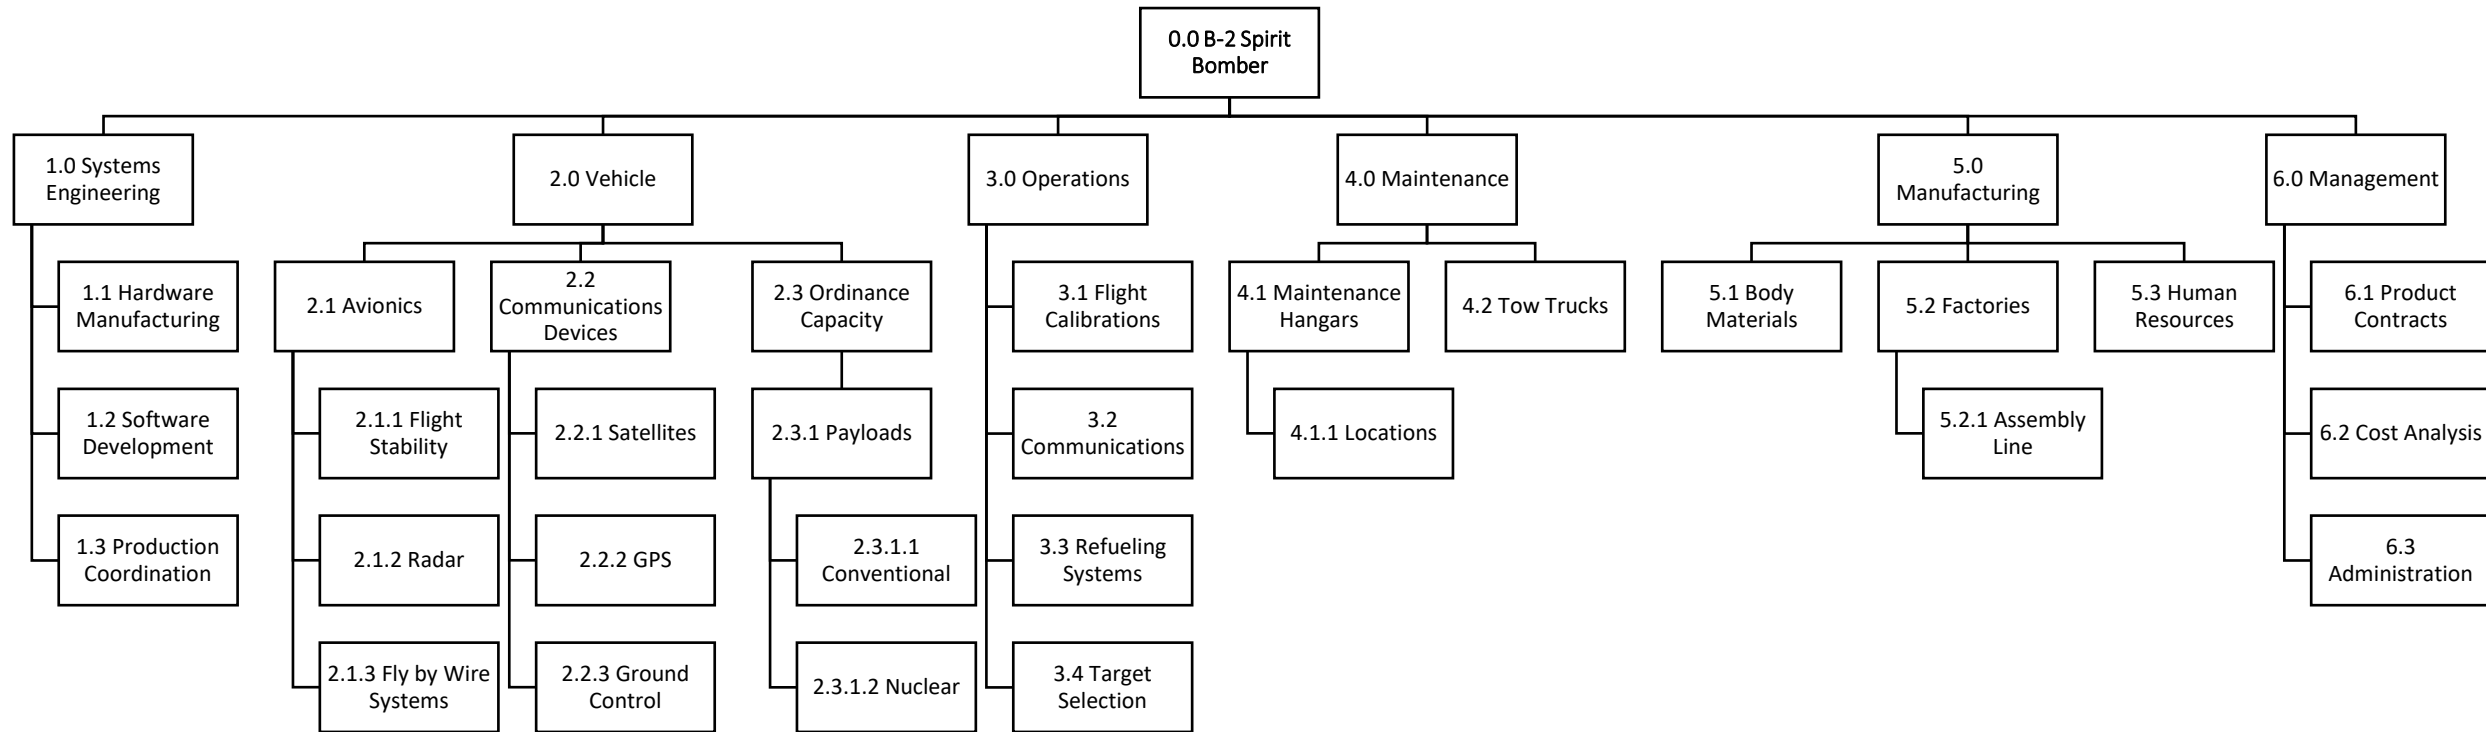 0.0 B-2 Spirit
Bomber
1.0 Systems
Engineering
2.0 Vehicle
3.0 Operations
4.0 Maintenance
5.0
Manufacturing
6.0 Management
1.1 Hardware
Manufacturing
1.2 Software
Development
1.3 Production
Coordination
2.1 Avionics
2.1.1 Flight
Stability
2.1.2 Radar
2.1.3 Fly by Wire
Systems
2.2
Communications
Devices
2.2.1 Satellites
2.2.2 GPS
2.2.3 Ground
Control
2.3 Ordinance
Capacity
2.3.1 Payloads
2.3.1.1
Conventional
2.3.1.2 Nuclear
3.1 Flight
Calibrations
3.2
Communications
3.3 Refueling
Systems
3.4 Target
Selection
4.1 Maintenance
Hangars
4.1.1 Locations
4.2 Tow Trucks
5.1 Body
Materials
5.2 Factories
5.2.1 Assembly
Line
5.3 Human
Resources
6.1 Product
Contracts
6.2 Cost Analysis
6.3
Administration